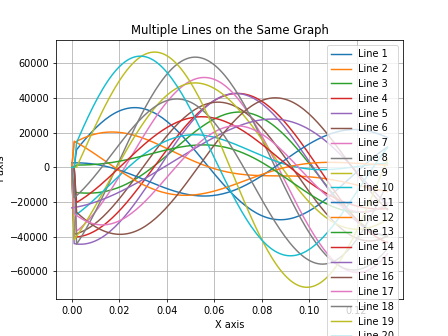 Multiple Lines on the Same Graph
60000
40000
20000
0
−20000
−40000
−60000
0.00
0.02
0.04
0.06
0.08
0.10
X axis
Line 1
Line 2
Line 3
Line 4
Line 5
Line 6
Line 7
Line 8
Line 9
Line 10
Line 11
Line 12
Line 13
Line 14
Line 15
Line 16
Line 17
Line 18
Line 19
Line 20